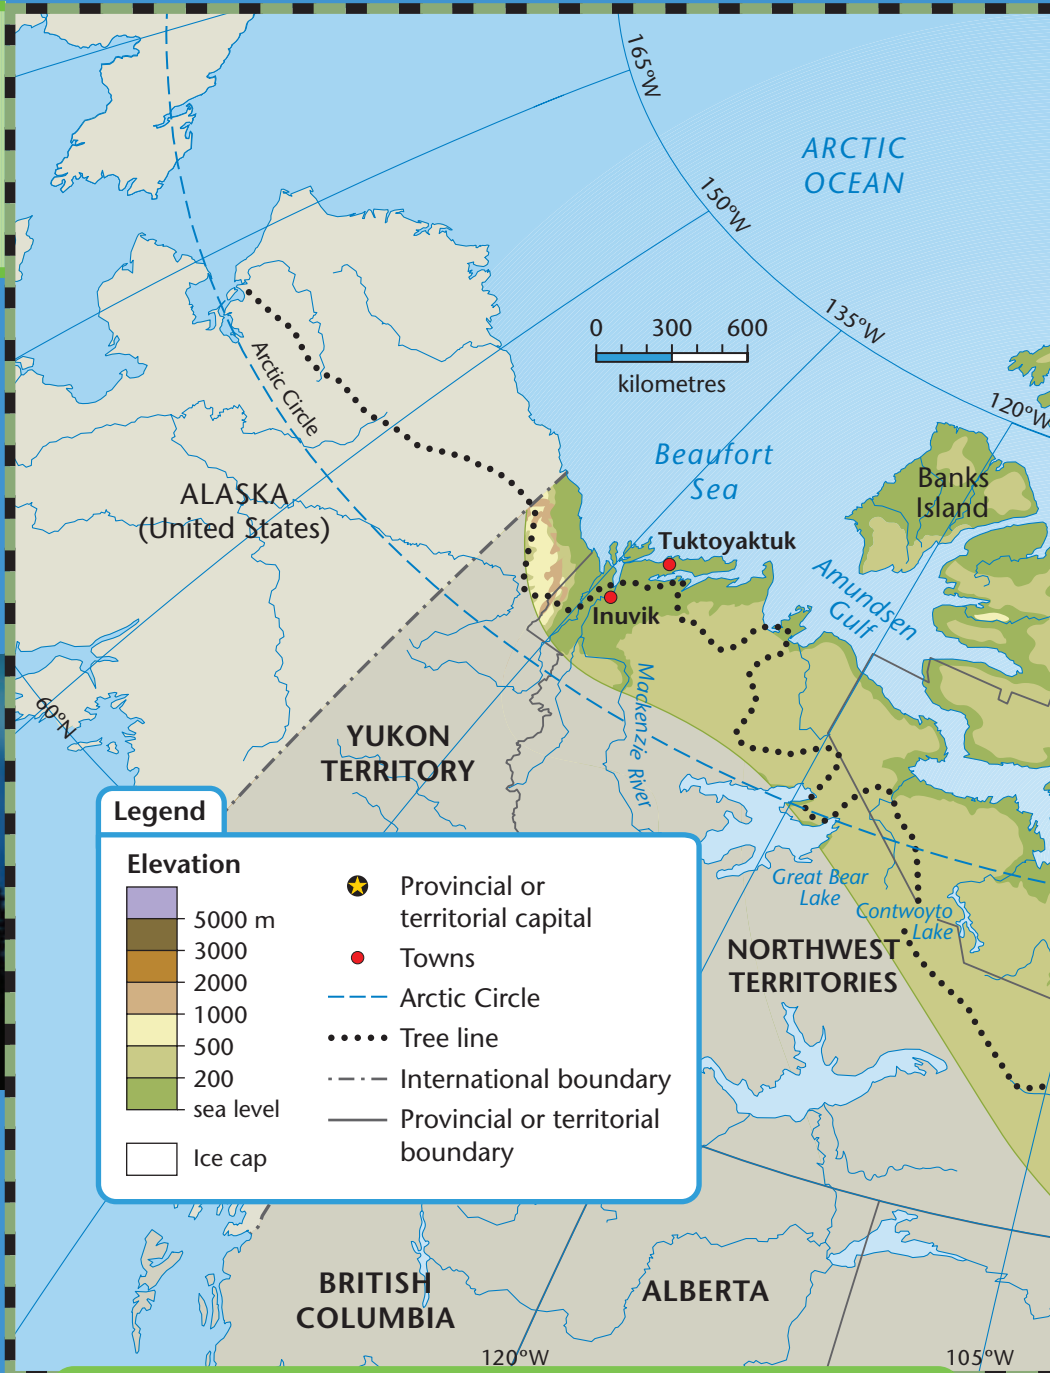 165°W
ARCTIC
OCEAN
150°W
135°W
0 300 600
kilometres
120°W
Arctic Circle
Beaufort
Sea
Banks
Island
ALASKA
(United States)
Tuktoyaktuk
Amundsen
Gulf
Inuvik
Mackenzie River
60°N
YUKON
TERRITORY
Great Bear
Lake
Contwoyto
Lake
NORTHWEST
TERRITORIES
Legend
Elevation
5000 m
3000
2000
1000
500
200
sea level
Ice cap
Provincial or
territorial capital
Towns
Arctic Circle
Tree line
International boundary
Provincial or territorial
boundary
BRITISH
COLUMBIA
ALBERTA
120°W
105°W